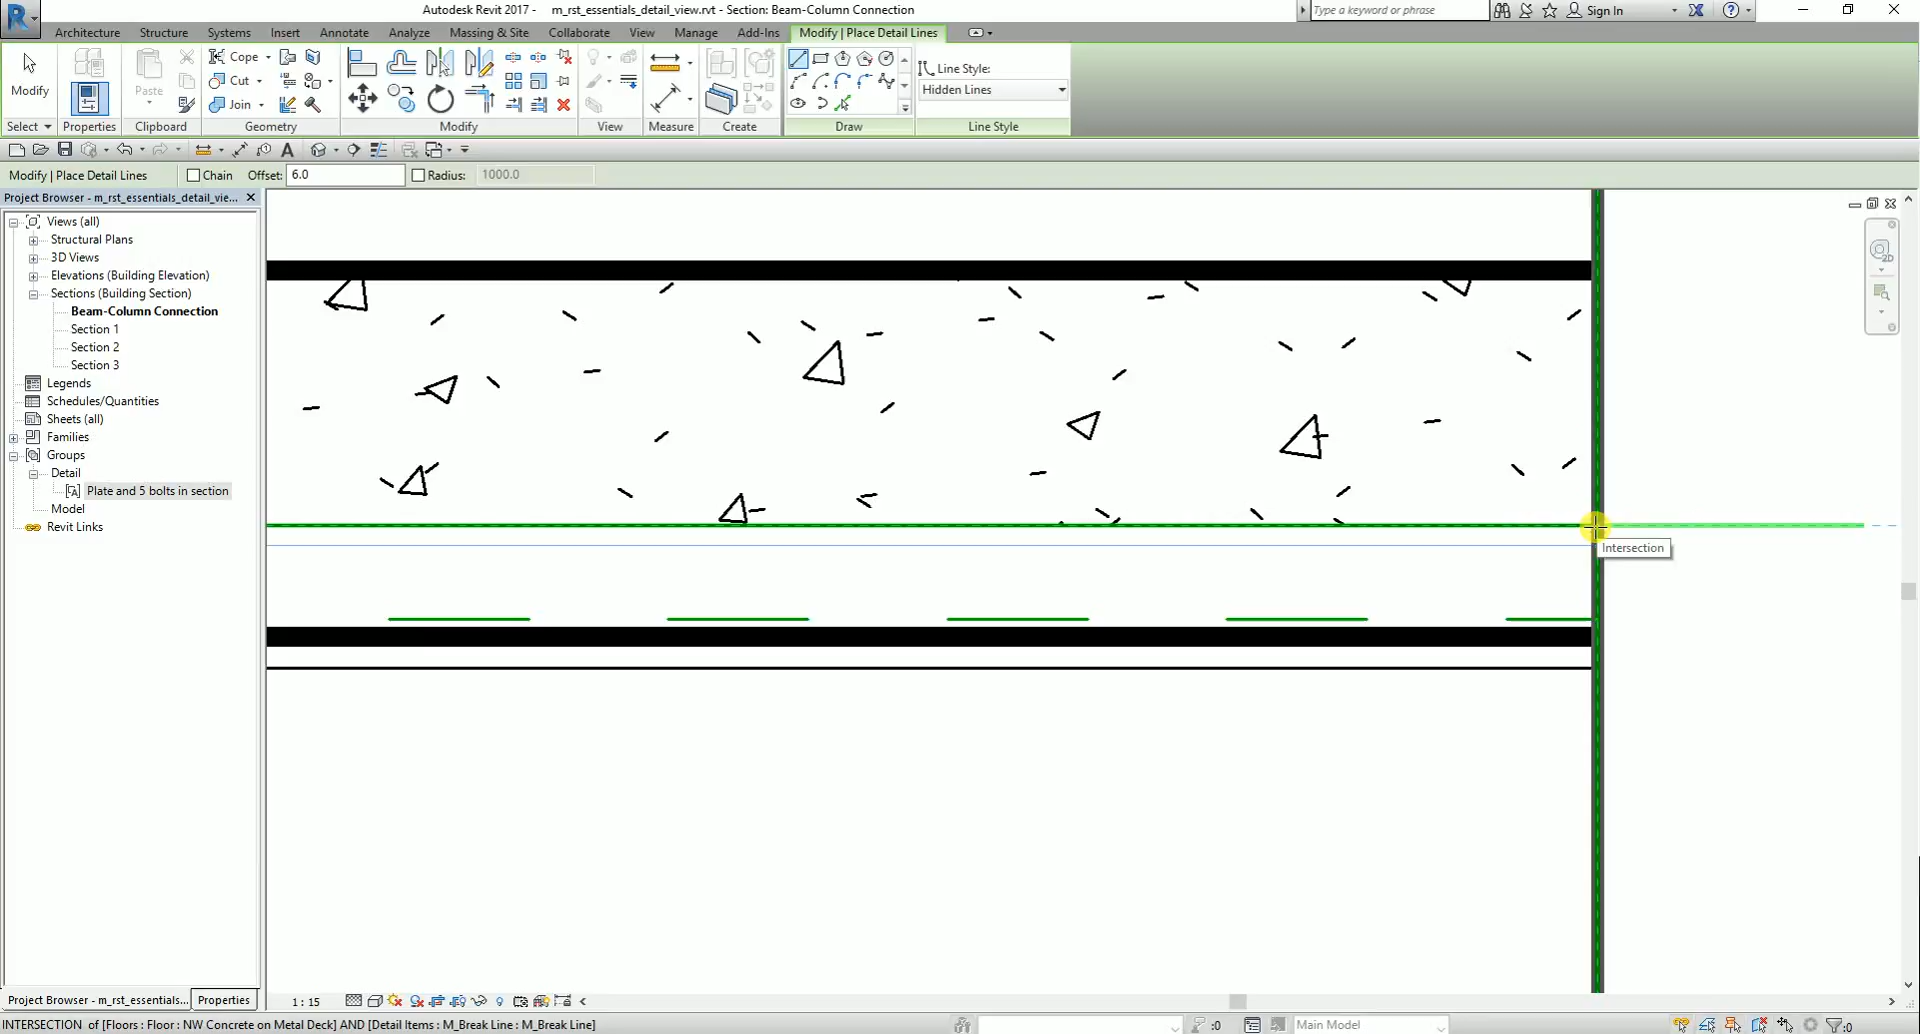 Autodesk Revit 2017 - m_rst_essentials_detail_view.rvt - Section: Beam-Column Connection
Type a keyword or phrase
Sign In
Architecture Structure Systems Insert Annotate Analyze Massing & Site Collaborate View Manage Add-Ins Modify | Place Detail Lines
Modify
Paste
Cope
Cut
Join
Line Style:
Hidden Lines
Select Properties Clipboard Geometry Modify View Measure Create Draw Line Style
Modify | Place Detail Lines Chain Offset: 6.0 Radius: 1000.0
Project Browser - m_rst_essentials_detail_vie...
Views (all)
Structural Plans
3D Views
Elevations (Building Elevation)
Sections (Building Section)
Beam-Column Connection
Section 1
Section 2
Section 3
Legends
Schedules/Quantities
Sheets (all)
Families
Groups
Detail
Plate and 5 bolts in section
Model
Revit Links
2D
Intersection
Project Browser - m_rst_essentials... Properties
1 : 15
INTERSECTION of [Floors : Floor : NW Concrete on Metal Deck] AND [Detail Items : M_Break Line : M_Break Line]
:0
Main Model
:0